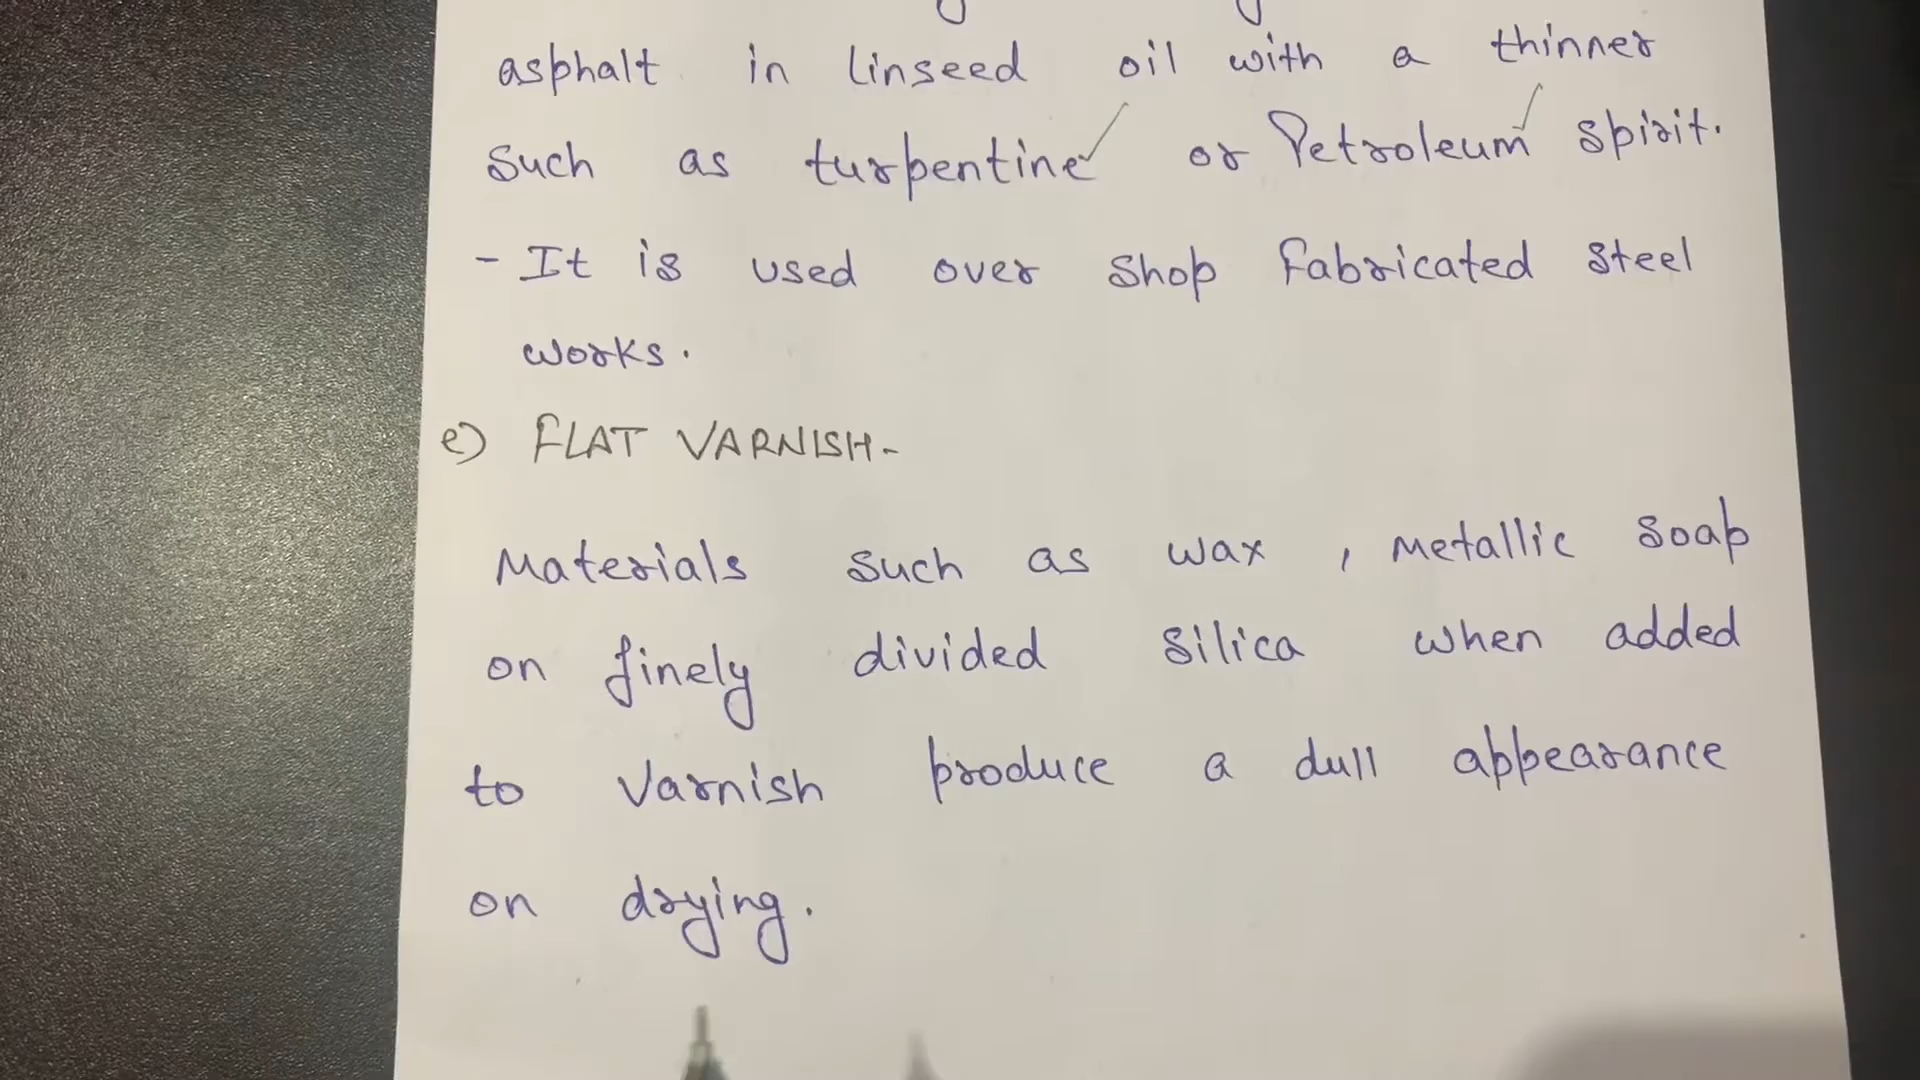 asphalt in linseed oil with a thinner
such as turpentine or Petroleum spirit.
- It is used over shop fabricated steel
works.
e) FLAT VARNISH-
Materials such as wax , metallic soap
on finely divided silica when added
to varnish produce a dull appearance
on drying.